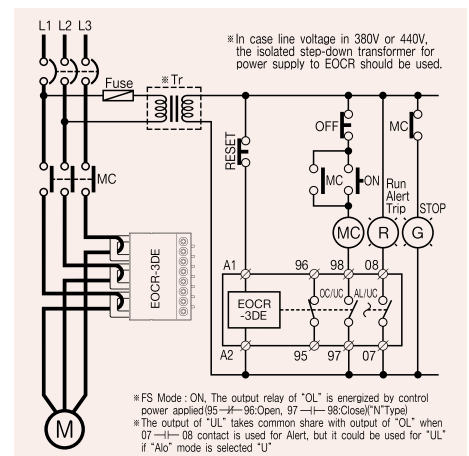 L1 L2 L3
※In case line voltage in 380V or 440V,
the isolated step-down transformer for
power supply to EOCR should be used.
Fuse
※Tr
OFF
MC
RESET
MC
MC
ON
Run
Alert
Trip
STOP
MC
R
G
EOCR-3DE
A1
96
98
08
EOCR
-3DE
OC/UC
AL/UC
A2
95
97
07
M
※FS Mode : ON, The output relay of "OL" is energized by control
power applied(95 96:Open, 97 98:Close)("N"Type)
※The output of "UL" takes common share with output of "OL" when
07 08 contact is used for Alert, but it could be used for "UL"
if "Alo" mode is selected "U"